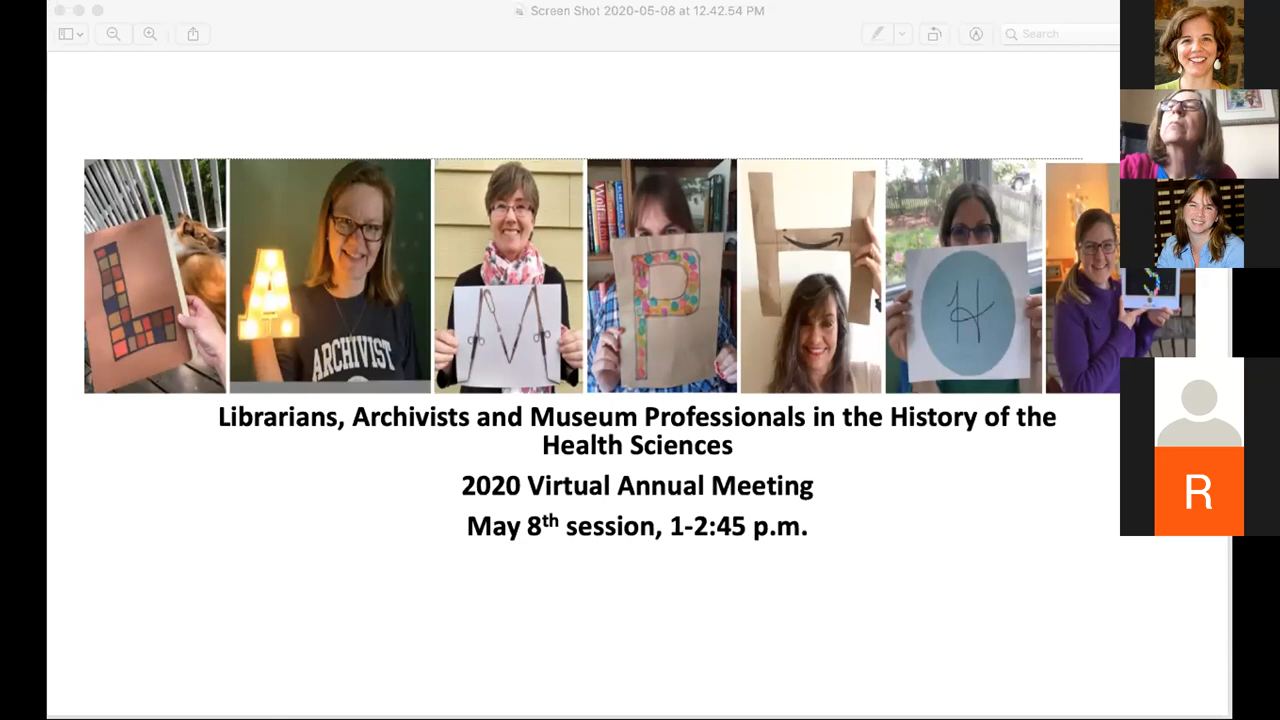 Screen Shot 2020-05-08 at 12.42.54 PM
Search
L
A
M
P
H
H
S
ARCHIVIST
Librarians, Archivists and Museum Professionals in the History of the
Health Sciences
2020 Virtual Annual Meeting
May 8th session, 1-2:45 p.m.
R